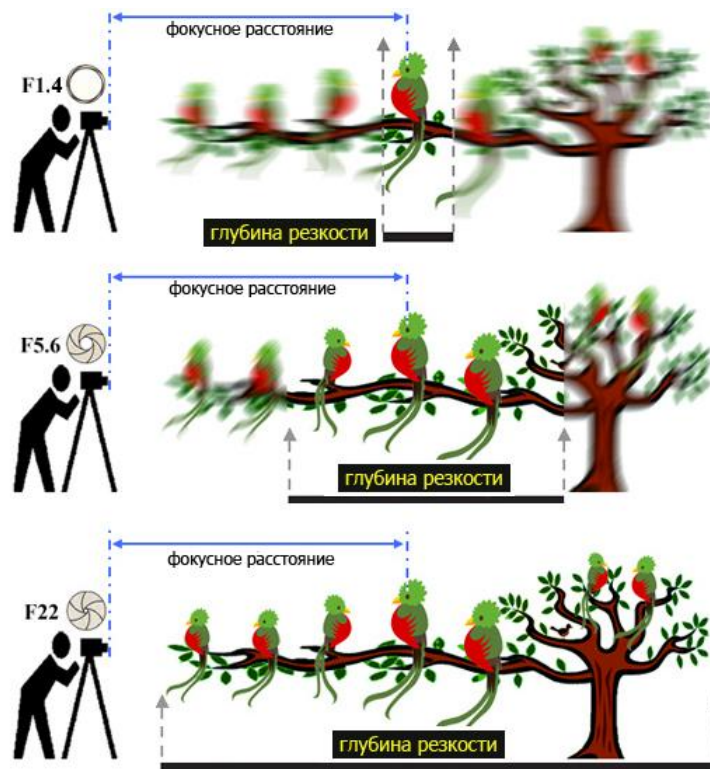 фокусное расстояние
F1.4
глубина резкости
фокусное расстояние
F5.6
глубина резкости
фокусное расстояние
F22
глубина резкости